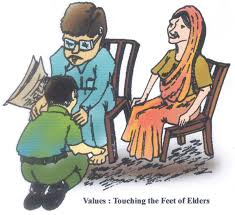 Values : Touching the Feet of Elders